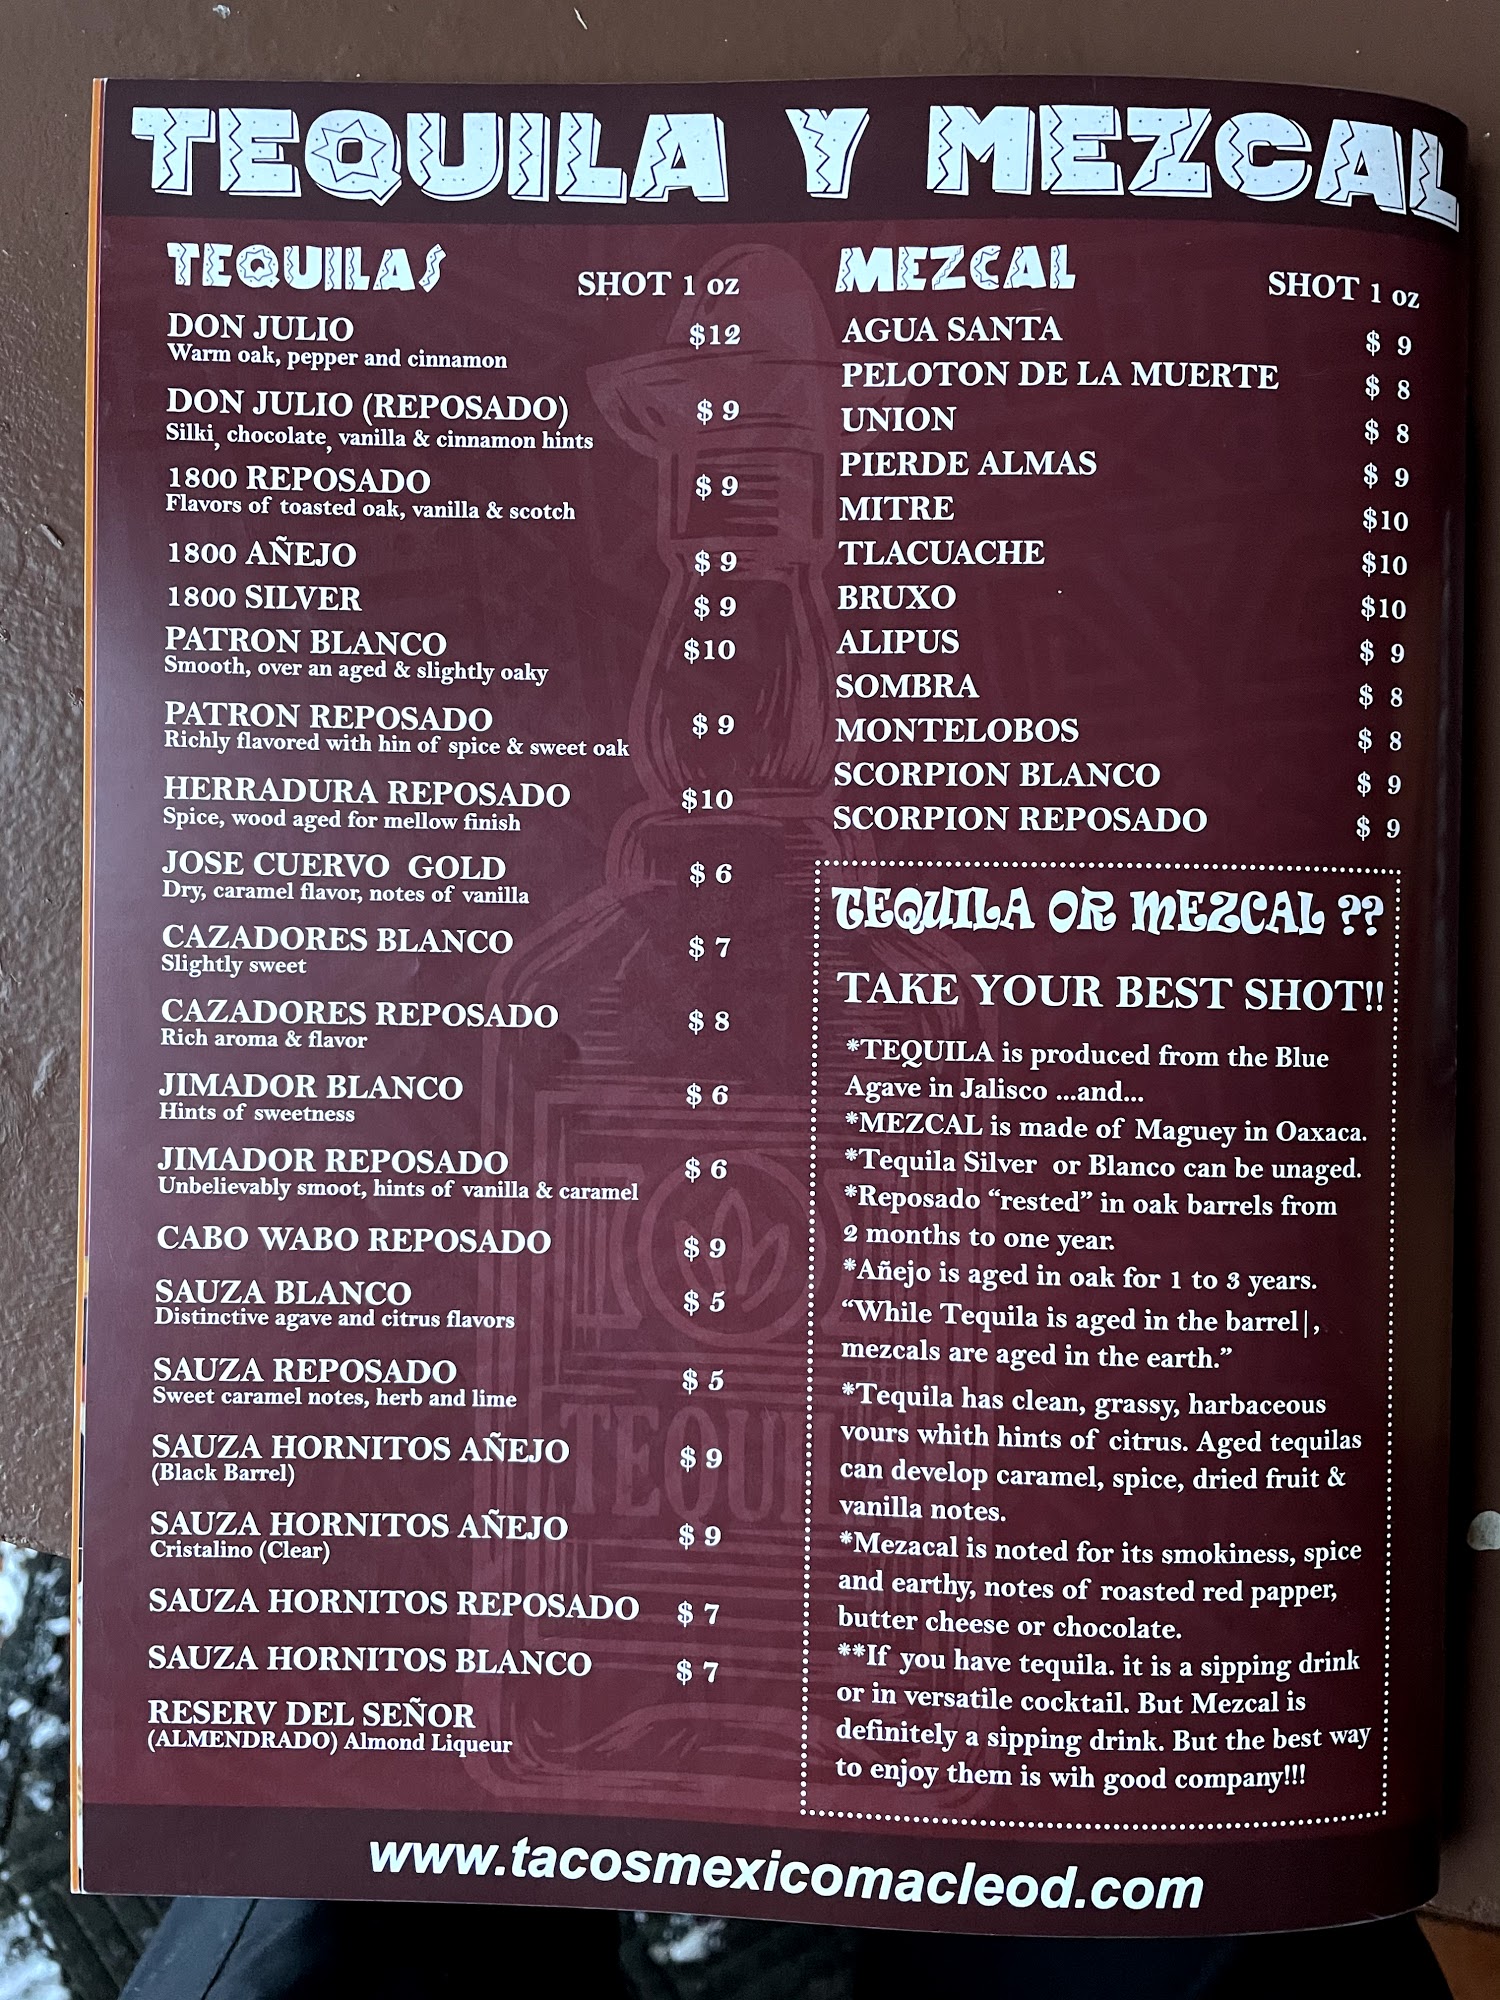 TEQUILA Y MEZCAL
TEQUILAS SHOT 1 oz
DON JULIO $12
Warm oak, pepper and cinnamon
DON JULIO (REPOSADO) $ 9
Silki, chocolate, vanilla & cinnamon hints
1800 REPOSADO $ 9
Flavors of toasted oak, vanilla & scotch
1800 AÑEJO $ 9
1800 SILVER $ 9
PATRON BLANCO $10
Smooth, over an aged & slightly oaky
PATRON REPOSADO $ 9
Richly flavored with hin of spice & sweet oak
HERRADURA REPOSADO $10
Spice, wood aged for mellow finish
JOSE CUERVO GOLD $ 6
Dry, caramel flavor, notes of vanilla
CAZADORES BLANCO $ 7
Slightly sweet
CAZADORES REPOSADO $ 8
Rich aroma & flavor
JIMADOR BLANCO $ 6
Hints of sweetness
JIMADOR REPOSADO $ 6
Unbelievably smoot, hints of vanilla & caramel
CABO WABO REPOSADO $ 9
SAUZA BLANCO $ 5
Distinctive agave and citrus flavors
SAUZA REPOSADO $ 5
Sweet caramel notes, herb and lime
SAUZA HORNITOS AÑEJO $ 9
(Black Barrel)
SAUZA HORNITOS AÑEJO $ 9
Cristalino (Clear)
SAUZA HORNITOS REPOSADO $ 7
SAUZA HORNITOS BLANCO $ 7
RESERV DEL SEÑOR
(ALMENDRADO) Almond Liqueur
MEZCAL SHOT 1 oz
AGUA SANTA $ 9
PELOTON DE LA MUERTE $ 8
UNION $ 8
PIERDE ALMAS $ 9
MITRE $10
TLACUACHE $10
BRUXO $10
ALIPUS $ 9
SOMBRA $ 8
MONTELOBOS $ 8
SCORPION BLANCO $ 9
SCORPION REPOSADO $ 9
TEQUILA OR MEZCAL ??
TAKE YOUR BEST SHOT!!
*TEQUILA is produced from the Blue
Agave in Jalisco ...and...
*MEZCAL is made of Maguey in Oaxaca.
*Tequila Silver or Blanco can be unaged.
*Reposado “rested” in oak barrels from
2 months to one year.
*Añejo is aged in oak for 1 to 3 years.
“While Tequila is aged in the barrel|,
mezcals are aged in the earth.”
*Tequila has clean, grassy, harbaceous
vours whith hints of citrus. Aged tequilas
can develop caramel, spice, dried fruit &
vanilla notes.
*Mezacal is noted for its smokiness, spice
and earthy, notes of roasted red papper,
butter cheese or chocolate.
**If you have tequila. it is a sipping drink
or in versatile cocktail. But Mezcal is
definitely a sipping drink. But the best way
to enjoy them is wih good company!!!
TEQUIL
www.tacosmexicomacleod.com